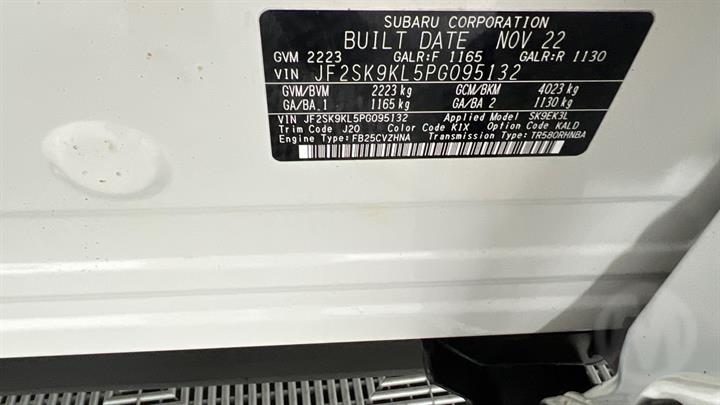 SUBARU CORPORATION
BUILT DATE NOV 22
GVM 2223 GALR:F 1165 GALR:R 1130
VIN JF2SK9KL5PG095132
GVM/BVM 2223 kg GCM/BKM 4023 kg
GA/BA.1 1165 kg GA/BA 2 1130 kg
VIN JF2SK9KL5PG095132 Applied Model SK9EK3L
Trim Code J20 Color Code K1X Option Code KALD
Engine Type: FB25CVZHNA Transmission Type: TR580RHNBA